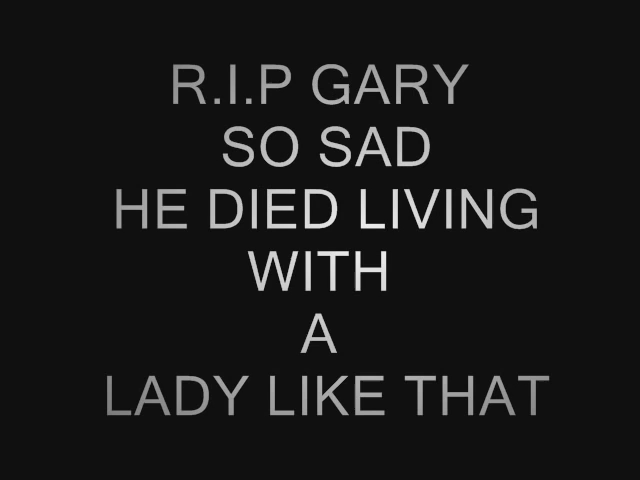 R.I.P GARY
SO SAD
HE DIED LIVING
WITH
A
LADY LIKE THAT